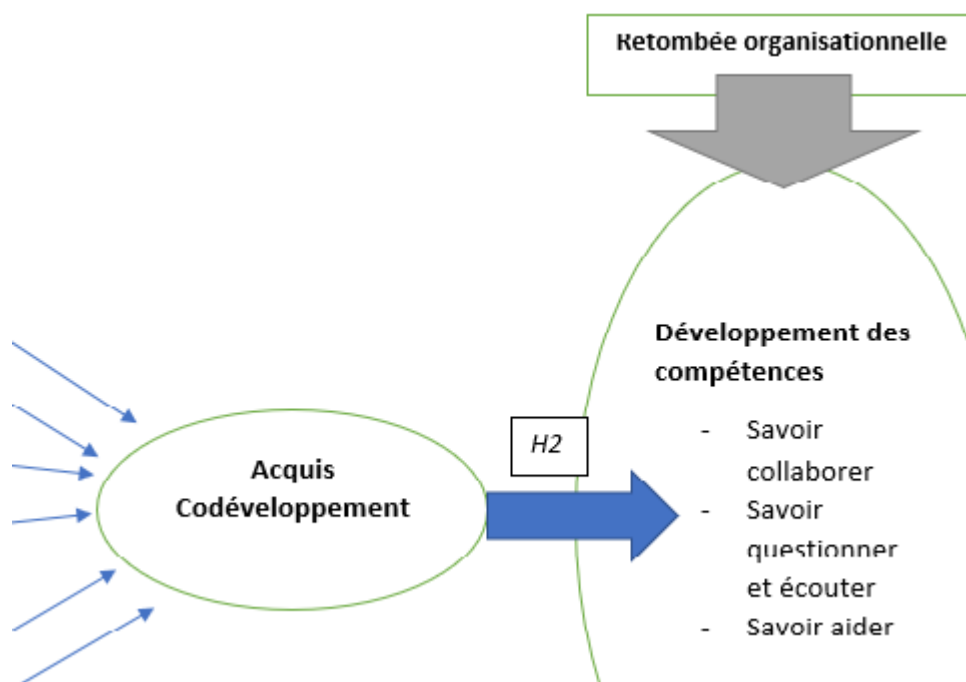 Retombée organisationnelle
Développement des
compétences
- Savoir
collaborer
- Savoir
questionner
et écouter
- Savoir aider
H2
Acquis
Codéveloppement